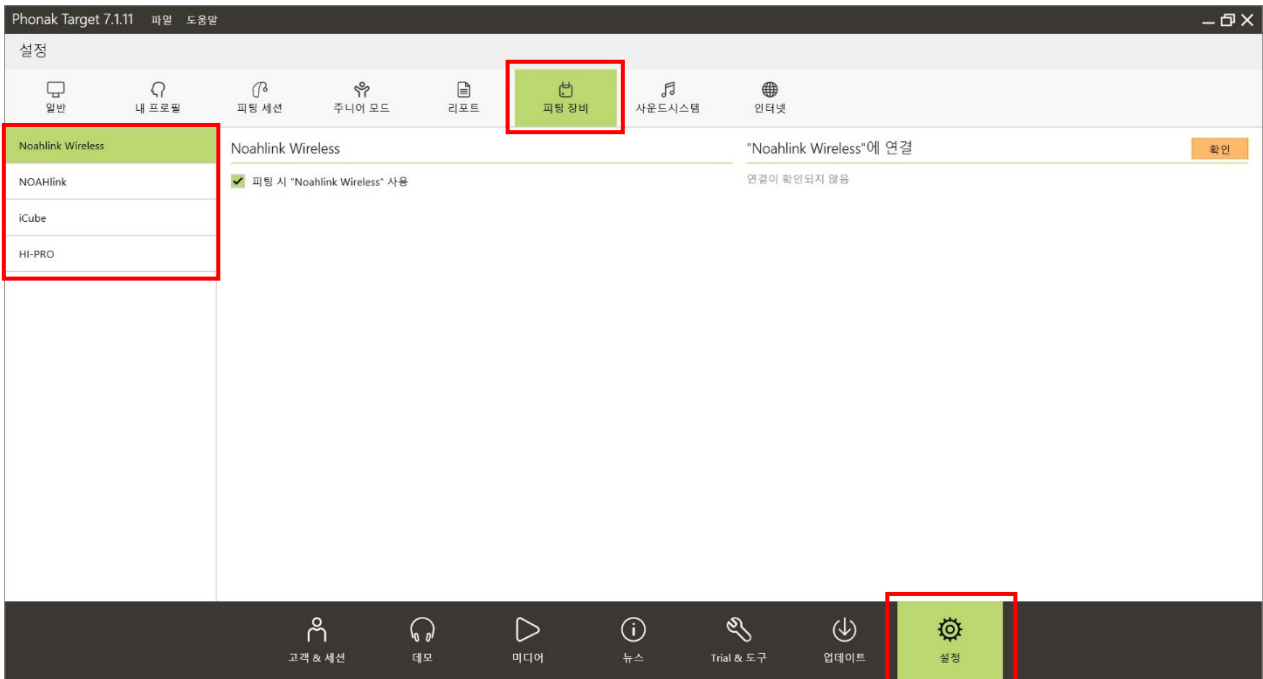 Phonak Target 7.1.11 파일 도움말
설정
일반 내 프로필 피팅 세션 주니어 모드 리포트 피팅 장비 사운드시스템 인터넷
Noahlink Wireless
NOAHlink
iCube
HI-PRO
Noahlink Wireless
피팅 시 "Noahlink Wireless" 사용
"Noahlink Wireless"에 연결 확인
연결이 확인되지 않음
고객 & 세션 데모 미디어 뉴스 Trial & 도구 업데이트 설정